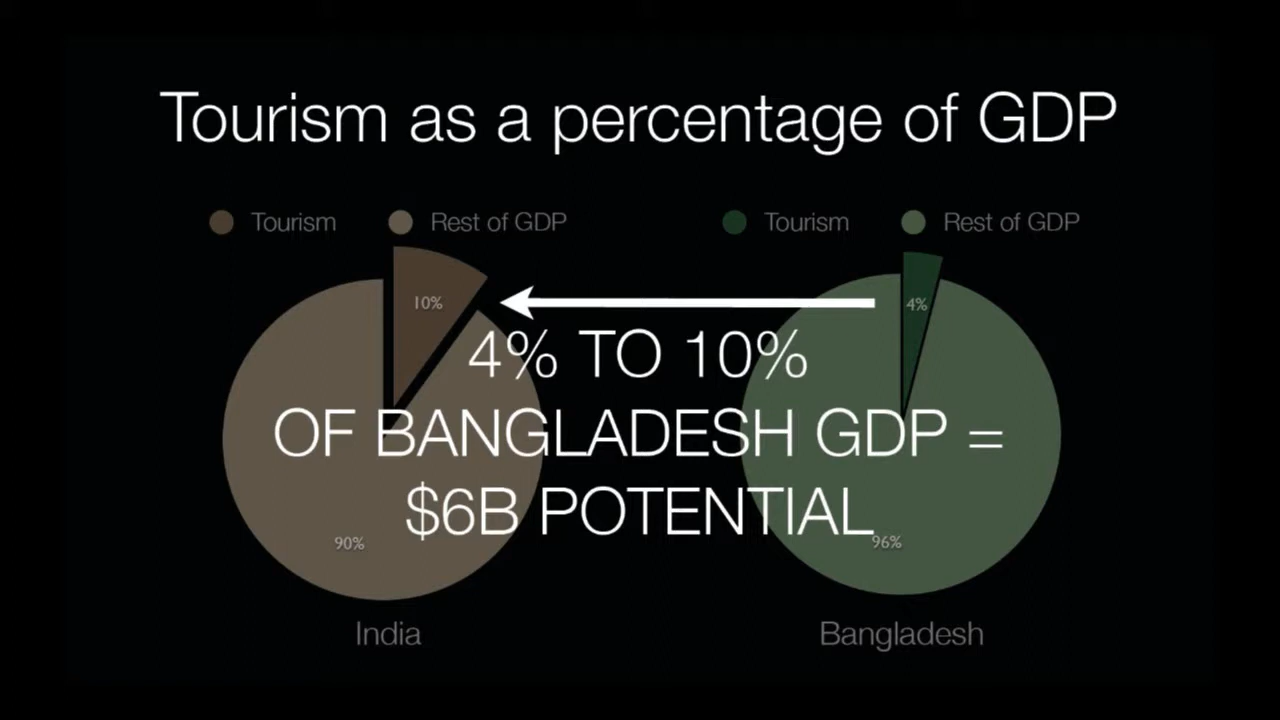 Tourism as a percentage of GDP
Tourism Rest of GDP Tourism Rest of GDP
10% 4%
4% TO 10%
OF BANGLADESH GDP =
$6B POTENTIAL
90% 96%
India Bangladesh